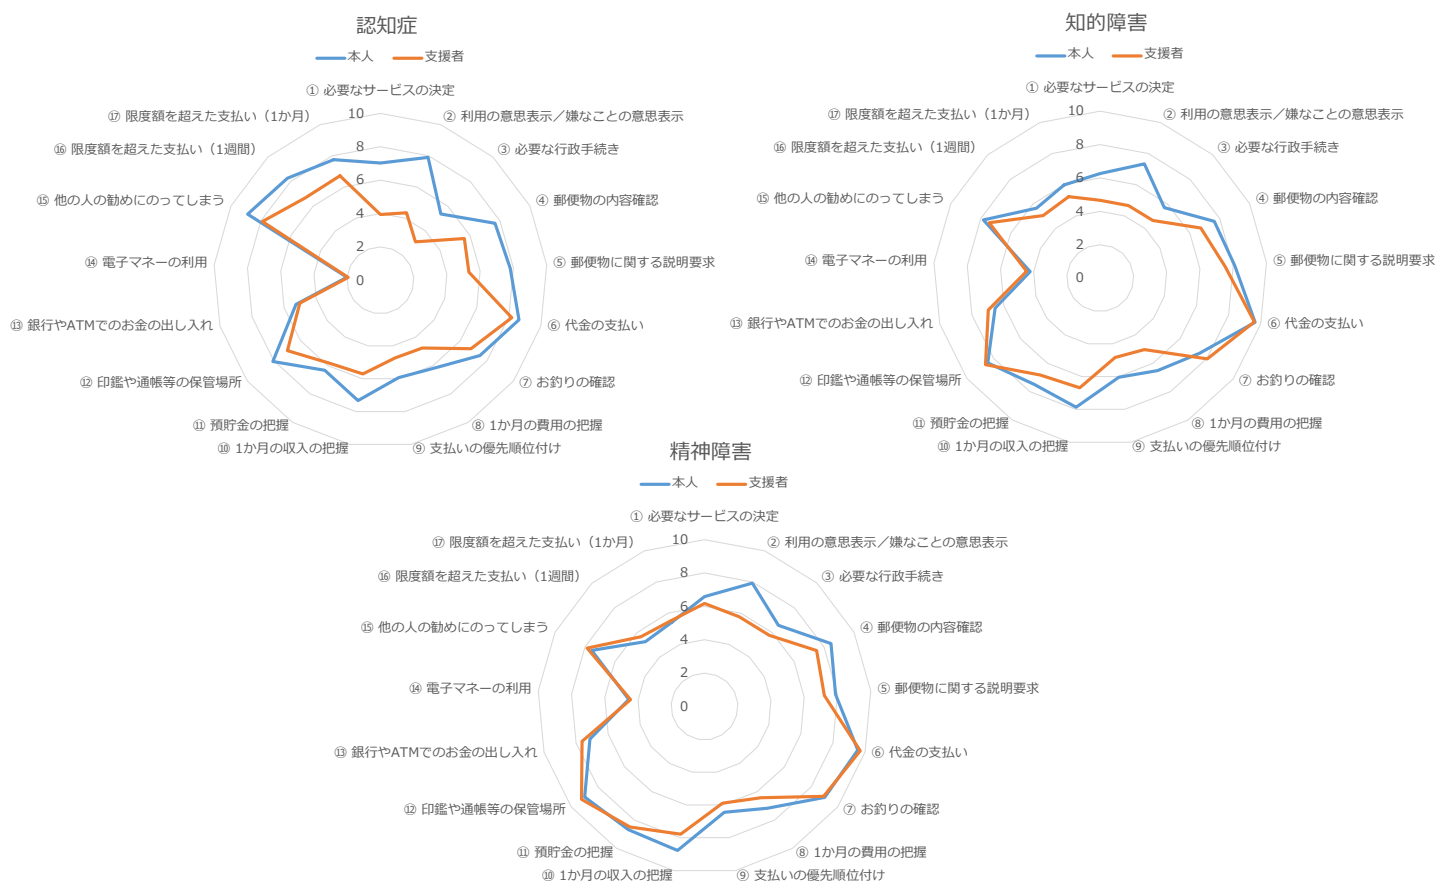 認知症
本人 支援者
① 必要なサービスの決定
② 利用の意思表示／嫌なことの意思表示
③ 必要な行政手続き
④ 郵便物の内容確認
⑤ 郵便物に関する説明要求
⑥ 代金の支払い
⑦ お釣りの確認
⑧ 1か月の費用の把握
⑨ 支払いの優先順位付け
⑩ 1か月の収入の把握
⑪ 預貯金の把握
⑫ 印鑑や通帳等の保管場所
⑬ 銀行やATMでのお金の出し入れ
⑭ 電子マネーの利用
⑮ 他の人の勧めにのってしまう
⑯ 限度額を超えた支払い（1週間）
⑰ 限度額を超えた支払い（1か月）
10
8
6
4
2
0
知的障害
本人 支援者
① 必要なサービスの決定
② 利用の意思表示／嫌なことの意思表示
③ 必要な行政手続き
④ 郵便物の内容確認
⑤ 郵便物に関する説明要求
⑥ 代金の支払い
⑦ お釣りの確認
⑧ 1か月の費用の把握
⑨ 支払いの優先順位付け
⑩ 1か月の収入の把握
⑪ 預貯金の把握
⑫ 印鑑や通帳等の保管場所
⑬ 銀行やATMでのお金の出し入れ
⑭ 電子マネーの利用
⑮ 他の人の勧めにのってしまう
⑯ 限度額を超えた支払い（1週間）
⑰ 限度額を超えた支払い（1か月）
10
8
6
4
2
0
精神障害
本人 支援者
① 必要なサービスの決定
② 利用の意思表示／嫌なことの意思表示
③ 必要な行政手続き
④ 郵便物の内容確認
⑤ 郵便物に関する説明要求
⑥ 代金の支払い
⑦ お釣りの確認
⑧ 1か月の費用の把握
⑨ 支払いの優先順位付け
⑩ 1か月の収入の把握
⑪ 預貯金の把握
⑫ 印鑑や通帳等の保管場所
⑬ 銀行やATMでのお金の出し入れ
⑭ 電子マネーの利用
⑮ 他の人の勧めにのってしまう
⑯ 限度額を超えた支払い（1週間）
⑰ 限度額を超えた支払い（1か月）
10
8
6
4
2
0